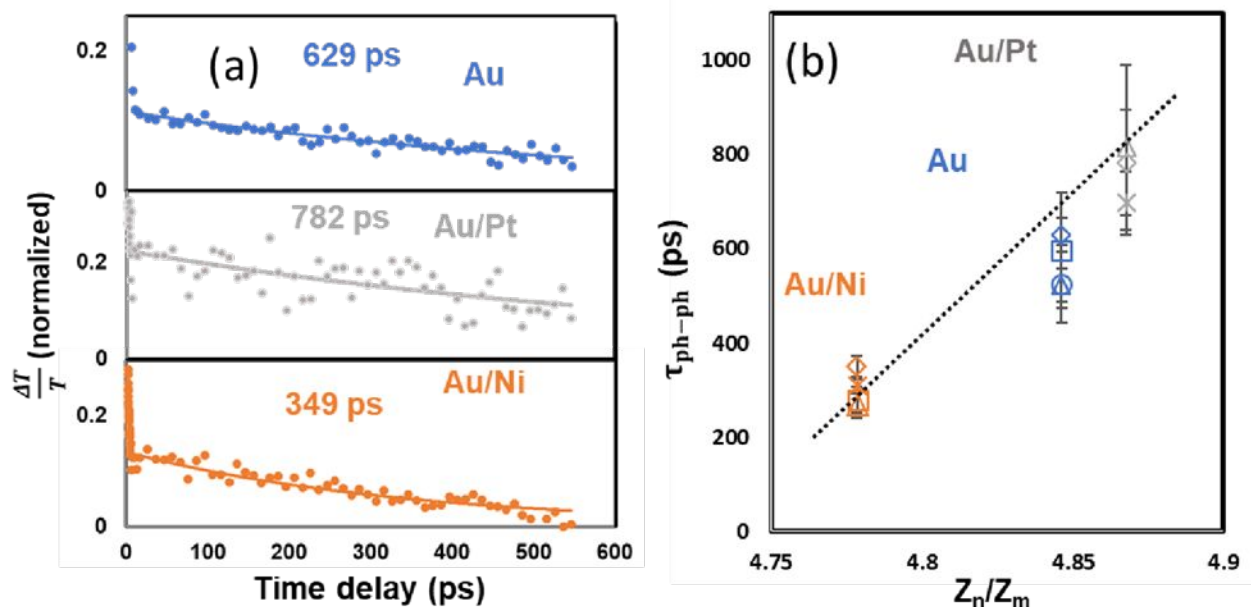 (a)
629 ps
Au
0.2
0
782 ps
Au/Pt
0.2
0
349 ps
Au/Ni
0.2
0
ΔT/T (normalized)
0 100 200 300 400 500 600
Time delay (ps)
(b)
Au/Pt
Au
Au/Ni
1000
800
600
400
200
0
τph−ph (ps)
4.75 4.8 4.85 4.9
Zn/Zm